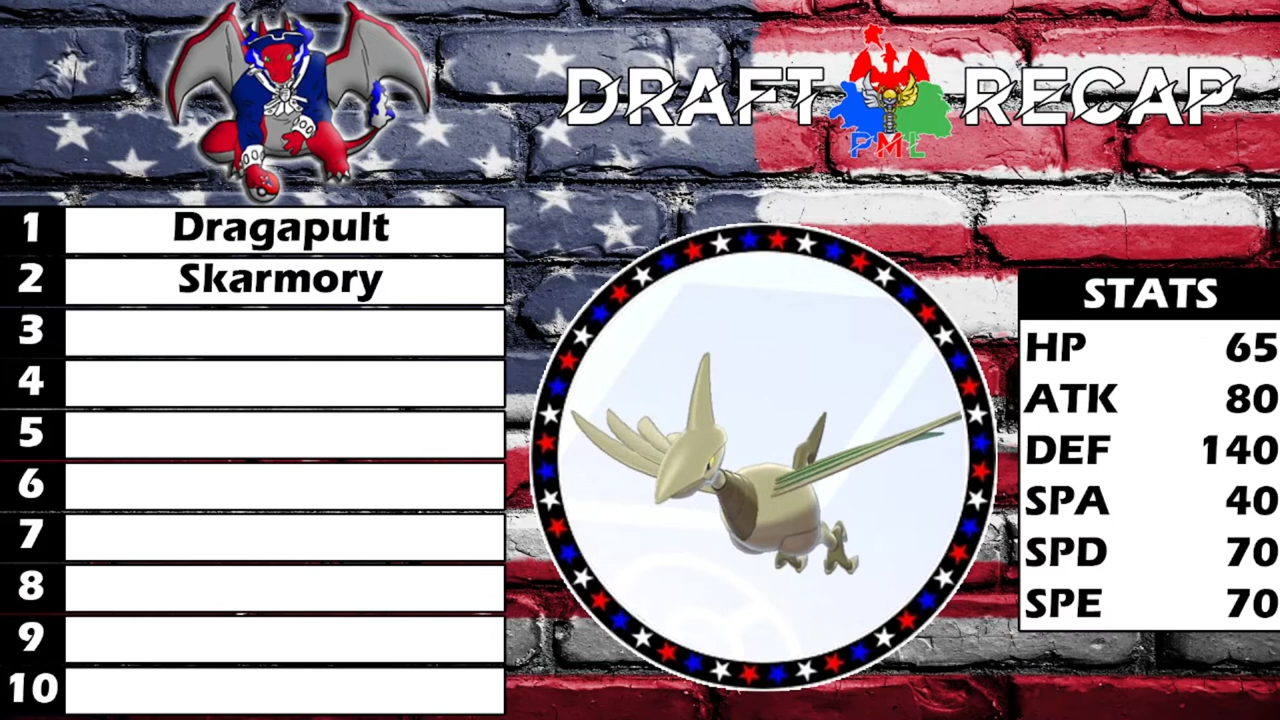 DRAFT RECAP
PML
1 Dragapult
2 Skarmory
3
4
5
6
7
8
9
10
STATS
HP 65
ATK 80
DEF 140
SPA 40
SPD 70
SPE 70